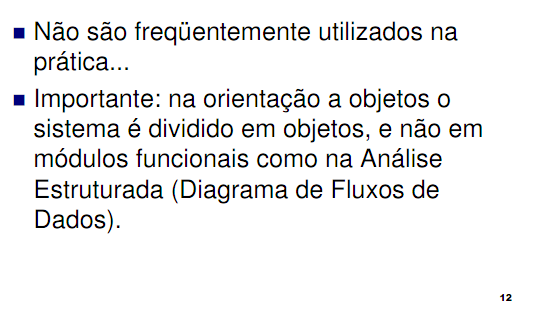 Não são freqüentemente utilizados na
prática...
Importante: na orientação a objetos o
sistema é dividido em objetos, e não em
módulos funcionais como na Análise
Estruturada (Diagrama de Fluxos de
Dados).
12